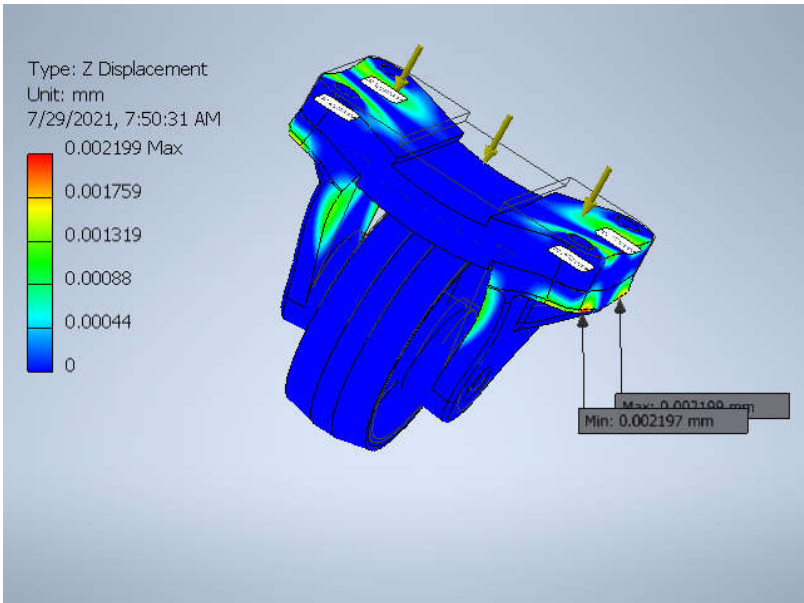 Type: Z Displacement
Unit: mm
7/29/2021, 7:50:31 AM
0.002199 Max
0.001759
0.001319
0.00088
0.00044
0
Max: 0.002199 mm
Min: 0.002197 mm